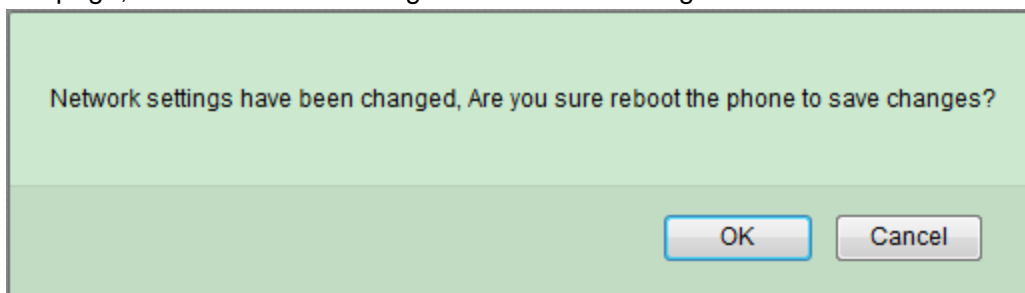 Network settings have been changed, Are you sure reboot the phone to save changes?
OK
Cancel